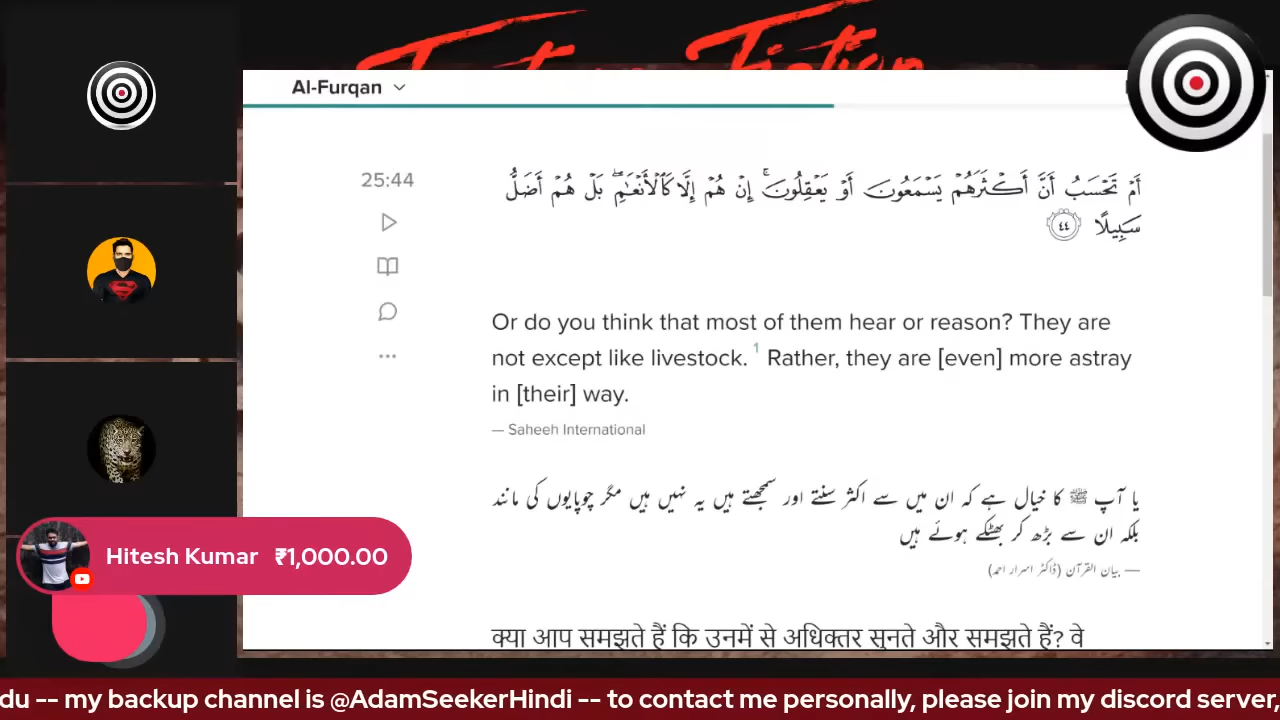 Al-Furqan
25:44
أَمْ تَحْسَبُ أَنَّ أَكْثَرَهُمْ يَسْمَعُونَ أَوْ يَعْقِلُونَ ۚ إِنْ هُمْ إِلَّا كَٱلْأَنْعَـٰمِ ۖ بَلْ هُمْ أَضَلُّ
سَبِيلًا ٤٤
Or do you think that most of them hear or reason? They are
not except like livestock. 1 Rather, they are [even] more astray
in [their] way.
— Saheeh International
یا آپ ﷺ کا خیال ہے کہ ان میں سے اکثر سنتے اور سمجھتے ہیں یہ نہیں ہیں مگر چوپایوں کی مانند
بلکہ ان سے بڑھ کر بھٹکے ہوئے ہیں
— بیان القرآن (ڈاکٹر اسرار احمد)
क्या आप समझते हैं कि उनमें से अधिक्तर सुनते और समझते हैं? वे
Hitesh Kumar ₹1,000.00
du -- my backup channel is @AdamSeekerHindi -- to contact me personally, please join my discord server,